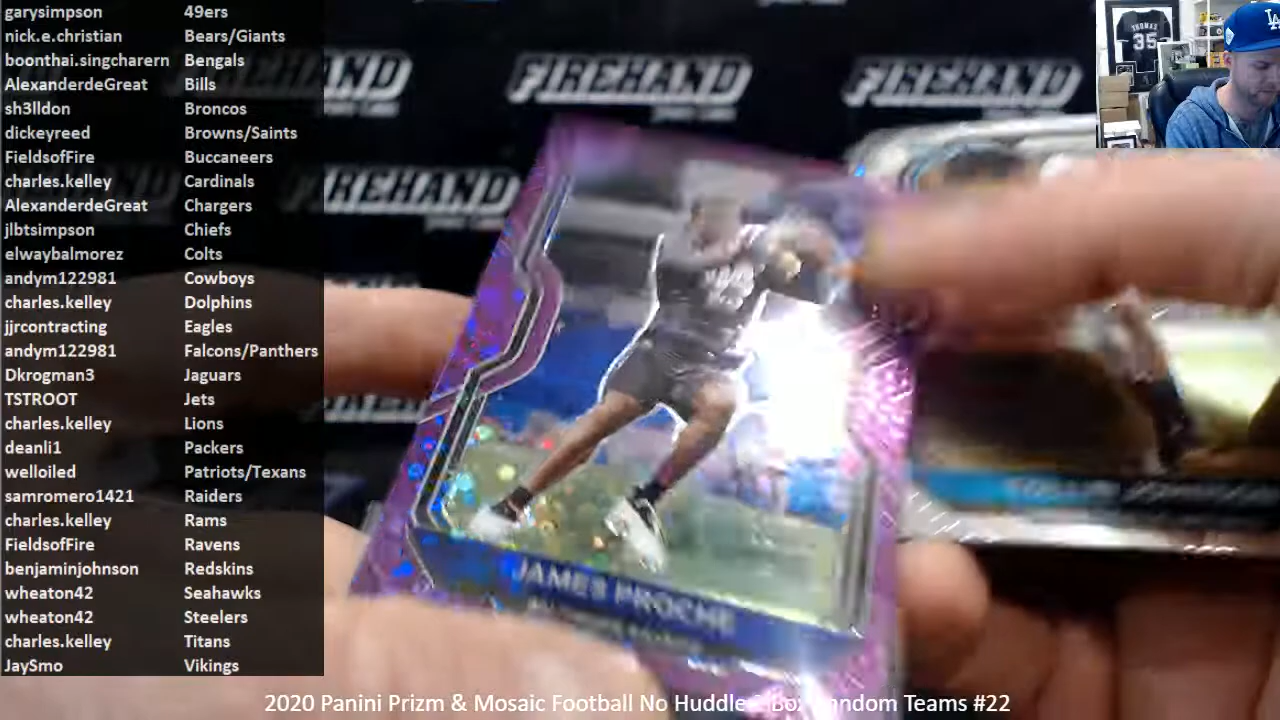 garysimpson 49ers
nick.e.christian Bears/Giants
boonthai.singcharern Bengals
AlexanderdeGreat Bills
sh3lldon Broncos
dickeyreed Browns/Saints
FieldsofFire Buccaneers
charles.kelley Cardinals
AlexanderdeGreat Chargers
jlbtsimpson Chiefs
elwaybalmorez Colts
andym122981 Cowboys
charles.kelley Dolphins
jjrcontracting Eagles
andym122981 Falcons/Panthers
Dkrogman3 Jaguars
TSTROOT Jets
charles.kelley Lions
deanli1 Packers
welloiled Patriots/Texans
samromero1421 Raiders
charles.kelley Rams
FieldsofFire Ravens
benjaminjohnson Redskins
wheaton42 Seahawks
wheaton42 Steelers
charles.kelley Titans
JaySmo Vikings
FIREHAND
FIREHAND
FIREHAND
THOMAS
35
LA
JAMES PROCHE
2020 Panini Prizm & Mosaic Football No Huddle Random Teams #22